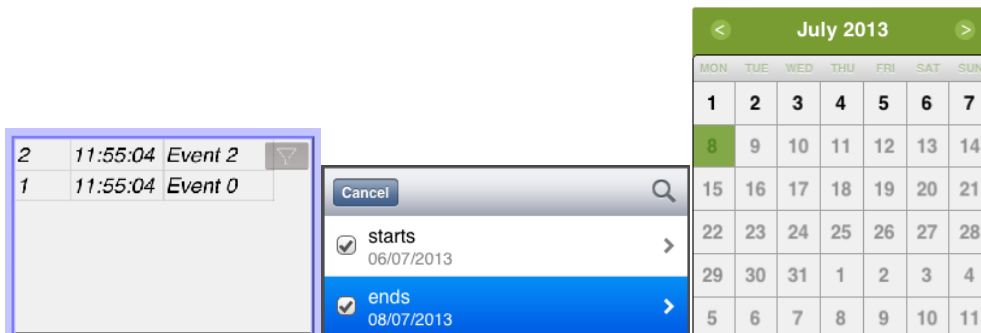 2 11:55:04 Event 2
1 11:55:04 Event 0
Cancel
starts
06/07/2013
ends
08/07/2013
< July 2013 >
MON TUE WED THU FRI SAT SUN
1 2 3 4 5 6 7
8 9 10 11 12 13 14
15 16 17 18 19 20 21
22 23 24 25 26 27 28
29 30 31 1 2 3 4
5 6 7 8 9 10 11